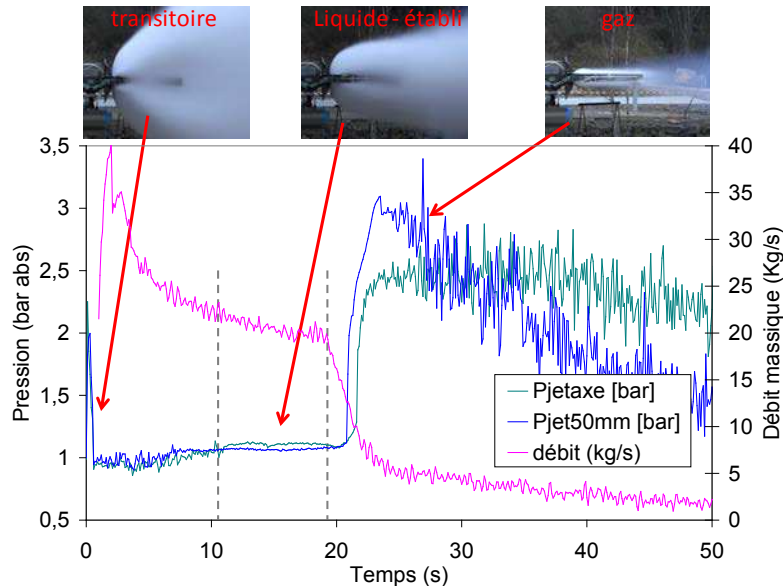 transitoire
Liquide - établi
gaz
3,5
3
2,5
2
1,5
1
0,5
Pression (bar abs)
40
35
30
25
20
15
10
5
0
Débit massique (Kg/s)
Pjetaxe [bar]
Pjet50mm [bar]
débit (kg/s)
0
10
20
30
40
50
Temps (s)